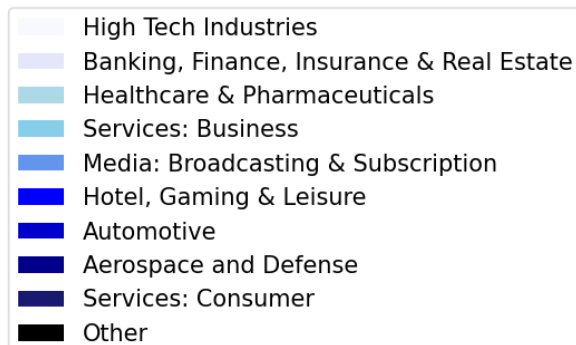 High Tech Industries
Banking, Finance, Insurance & Real Estate
Healthcare & Pharmaceuticals
Services: Business
Media: Broadcasting & Subscription
Hotel, Gaming & Leisure
Automotive
Aerospace and Defense
Services: Consumer
Other